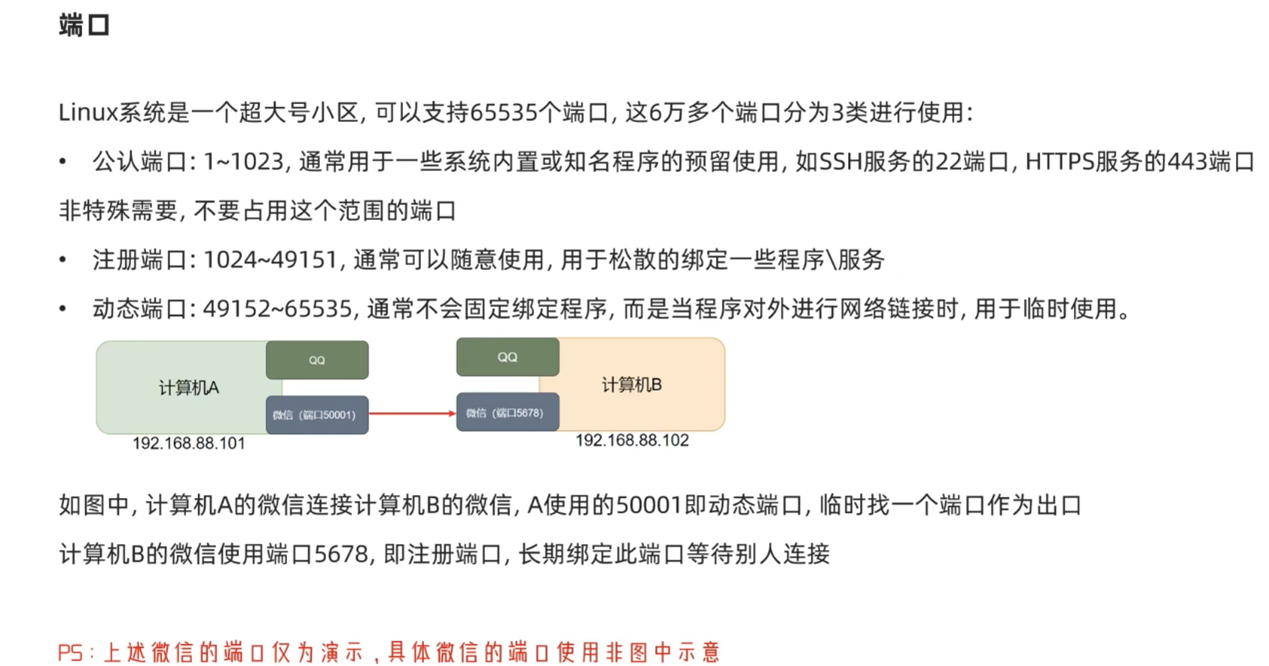 端口
Linux系统是一个超大号小区, 可以支持65535个端口, 这6万多个端口分为3类进行使用:
• 公认端口: 1~1023, 通常用于一些系统内置或知名程序的预留使用, 如SSH服务的22端口, HTTPS服务的443端口
非特殊需要, 不要占用这个范围的端口
• 注册端口: 1024~49151, 通常可以随意使用, 用于松散的绑定一些程序\服务
• 动态端口: 49152~65535, 通常不会固定绑定程序, 而是当程序对外进行网络链接时, 用于临时使用。
QQ
计算机A
微信（端口50001）
192.168.88.101
QQ
计算机B
微信（端口5678）
192.168.88.102
如图中, 计算机A的微信连接计算机B的微信, A使用的50001即动态端口, 临时找一个端口作为出口
计算机B的微信使用端口5678, 即注册端口, 长期绑定此端口等待别人连接
PS：上述微信的端口仅为演示，具体微信的端口使用非图中示意